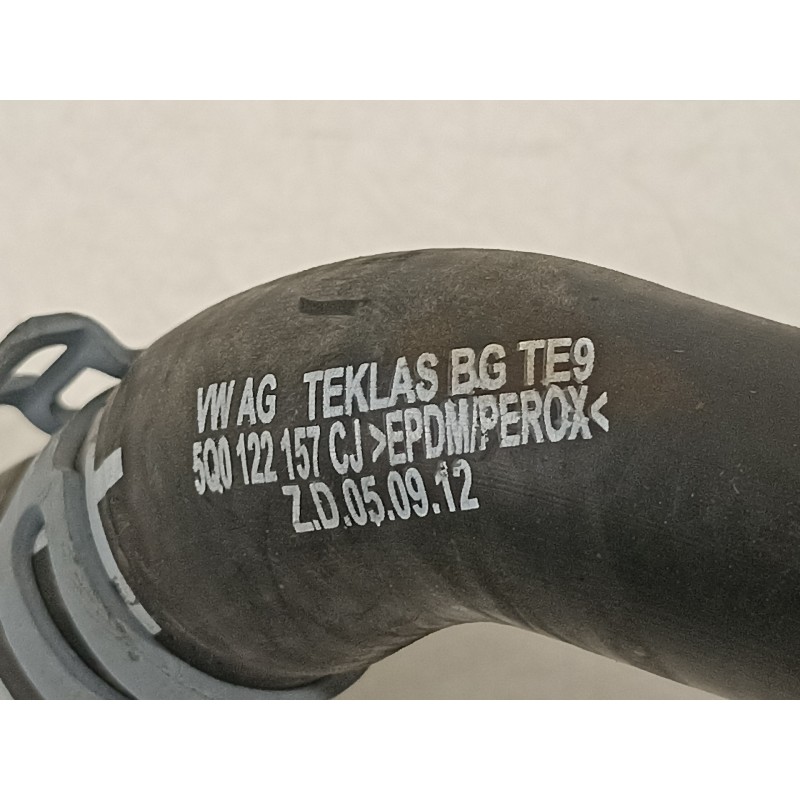 VW AG TEKLAS BG TE9
5Q0 122 157 CJ >EPDM/PEROX<
Z.D.05.09.12